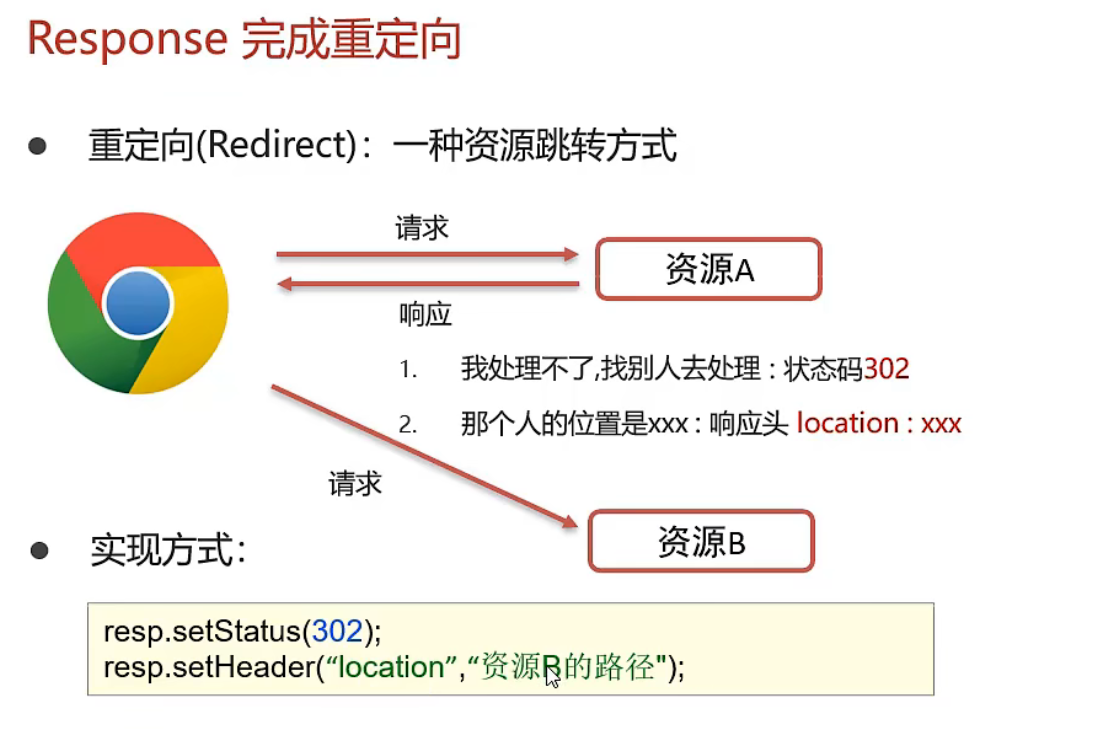 Response 完成重定向
● 重定向(Redirect)：一种资源跳转方式
请求
资源A
响应
1. 我处理不了,找别人去处理 : 状态码302
2. 那个人的位置是xxx : 响应头 location : xxx
请求
资源B
● 实现方式：
resp.setStatus(302);
resp.setHeader(“location”,“资源B的路径");